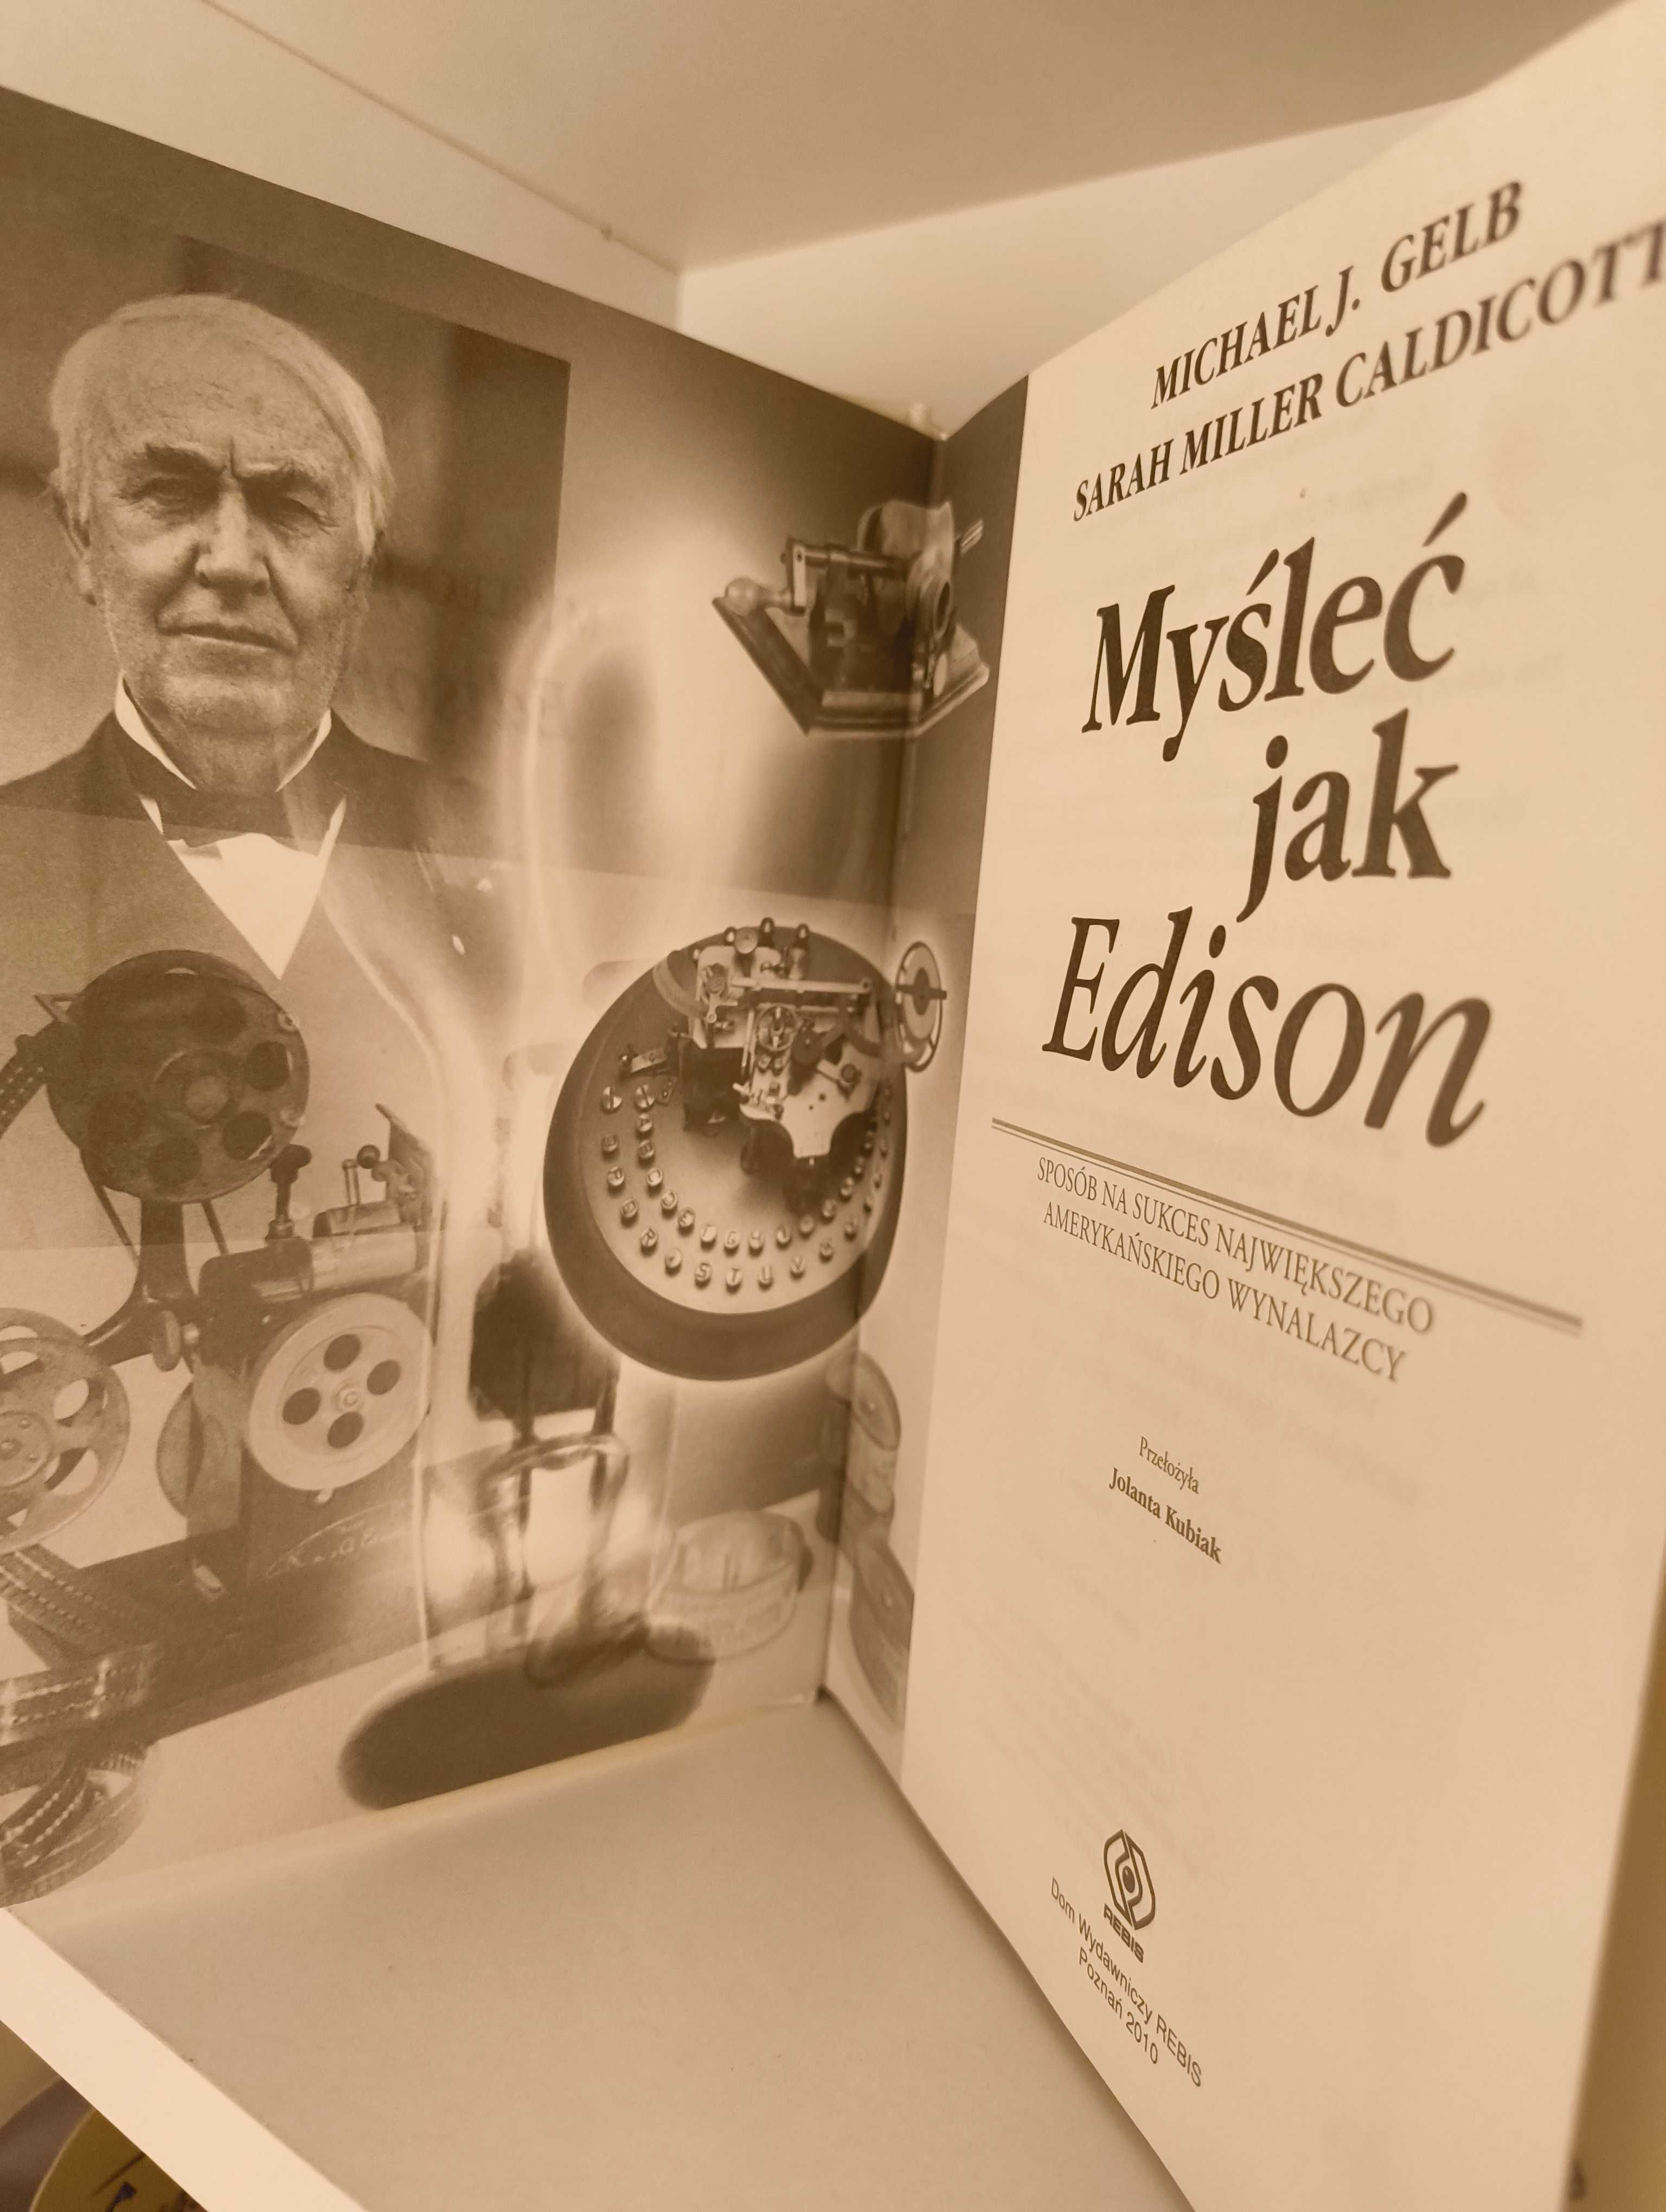 MICHAEL J. GELB
SARAH MILLER CALDICOTT
Myśleć
jak
Edison
SPOSÓB NA SUKCES NAJWIĘKSZEGO
AMERYKAŃSKIEGO WYNALAZCY
Przełożyła
Jolanta Kubiak
REBIS
Dom Wydawniczy REBIS
Poznań 2010